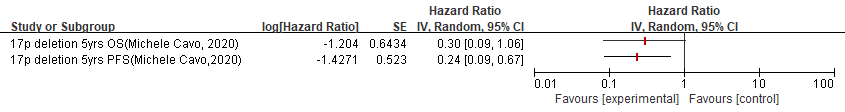 Hazard Ratio Hazard Ratio
Study or Subgroup log[Hazard Ratio] SE IV, Random, 95% CI IV, Random, 95% CI
17p deletion 5yrs OS(Michele Cavo, 2020) -1.204 0.6434 0.30 [0.09, 1.06]
17p deletion 5yrs PFS(Michele Cavo,2020) -1.4271 0.523 0.24 [0.09, 0.67]
0.01 0.1 1 10 100
Favours [experimental] Favours [control]